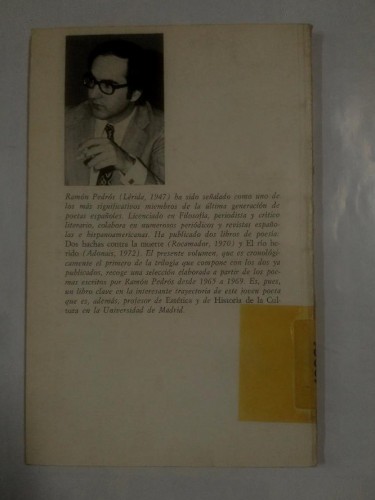 Ramón Pedrós (Lérida, 1947) ha sido señalado como uno de
los más significativos miembros de la última generación de
poetas españoles. Licenciado en Filosofía, periodista y crítico
literario, colabora en numerosos periódicos y revistas españo-
las e hispanoamericanas. Ha publicado dos libros de poesía:
Dos hachas contra la muerte (Rocamador, 1970) y El río he-
rido (Adonais, 1972). El presente volumen, que es cronológi-
camente el primero de la trilogía que compone con los dos ya
publicados, recoge una selección elaborada a partir de los poe-
mas escritos por Ramón Pedrós desde 1963 a 1968. Es, pues,
un libro clave en la interesante trayectoria de este joven poeta
que es, además, profesor de Estética y de Historia de la Cul-
tura en la Universidad de Madrid.